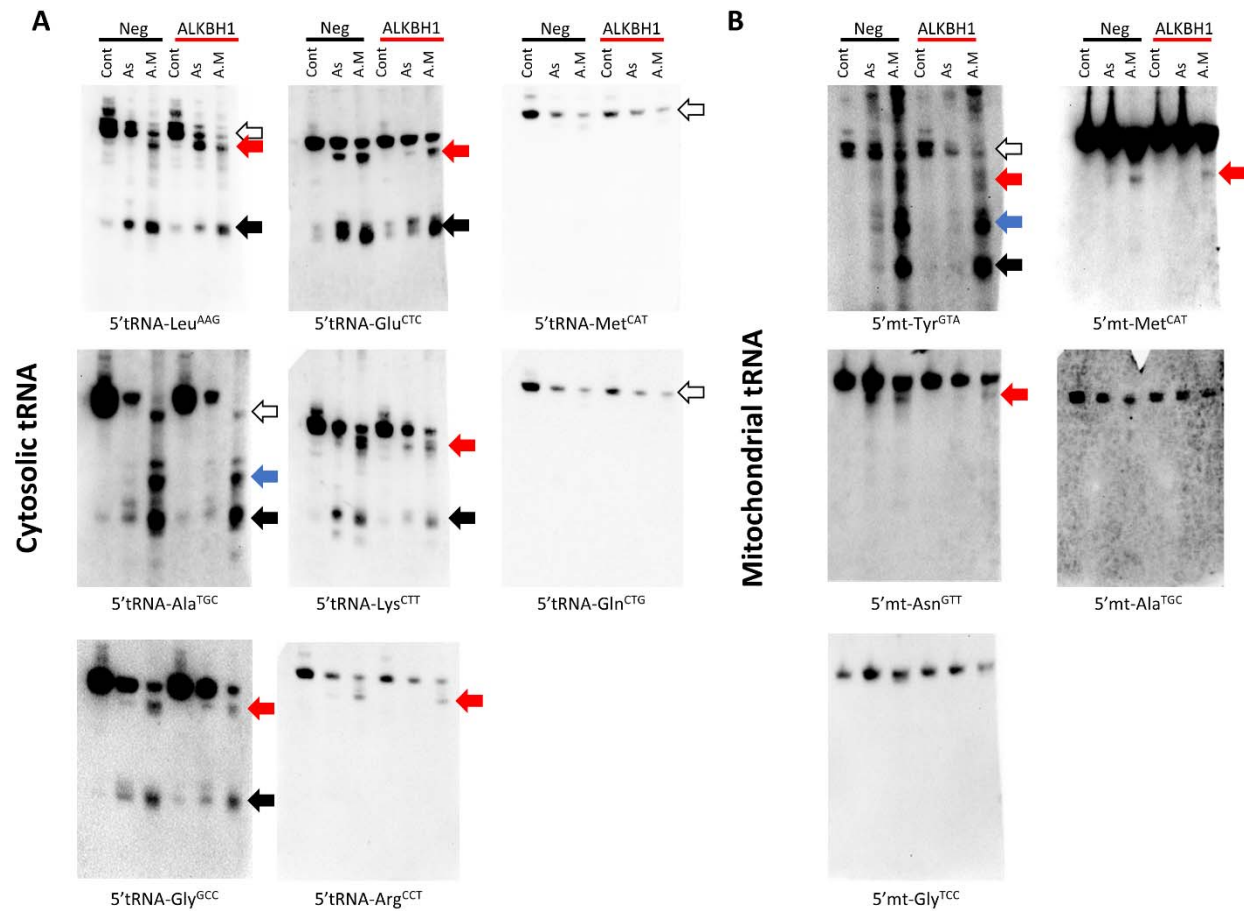 A
Neg ALKBH1
Cont As A.M Cont As A.M
Neg ALKBH1
Cont As A.M Cont As A.M
Neg ALKBH1
Cont As A.M Cont As A.M
B
Neg ALKBH1
Cont As A.M Cont As A.M
Neg ALKBH1
Cont As A.M Cont As A.M
5'tRNA-Leu^AAG 5'tRNA-Glu^CTC 5'tRNA-Met^CAT 5'mt-Tyr^GTA 5'mt-Met^CAT
Cytosolic tRNA
Mitochondrial tRNA
5'tRNA-Ala^TGC 5'tRNA-Lys^CTT 5'tRNA-Gln^CTG 5'mt-Asn^GTT 5'mt-Ala^TGC
5'tRNA-Gly^GCC 5'tRNA-Arg^CCT 5'mt-Gly^TCC